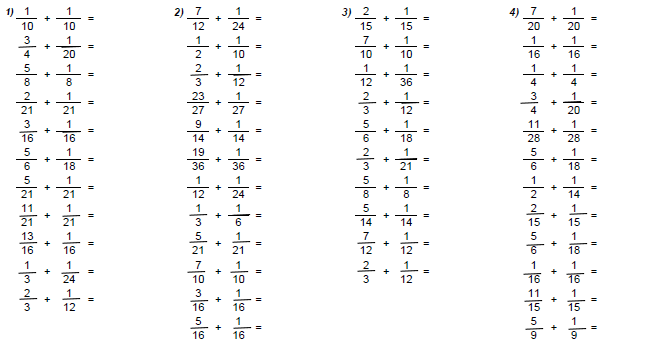 1) 1/10 + 1/10 =
3/4 + 1/20 =
5/8 + 1/8 =
2/21 + 1/21 =
3/16 + 1/16 =
5/6 + 1/18 =
5/21 + 1/21 =
11/21 + 1/21 =
13/16 + 1/16 =
1/3 + 1/24 =
2/3 + 1/12 =
2) 7/12 + 1/24 =
1/2 + 1/10 =
2/3 + 1/12 =
23/27 + 1/27 =
9/14 + 1/14 =
19/36 + 1/36 =
1/12 + 1/24 =
1/3 + 1/6 =
5/21 + 1/21 =
7/10 + 1/10 =
3/16 + 1/16 =
5/16 + 1/16 =
3) 2/15 + 1/15 =
7/10 + 1/10 =
1/12 + 1/36 =
2/3 + 1/12 =
5/6 + 1/18 =
2/3 + 1/21 =
5/8 + 1/8 =
5/14 + 1/14 =
7/12 + 1/12 =
2/3 + 1/12 =
4) 7/20 + 1/20 =
1/16 + 1/16 =
1/4 + 1/4 =
3/4 + 1/20 =
11/28 + 1/28 =
5/6 + 1/18 =
1/2 + 1/14 =
2/15 + 1/15 =
5/6 + 1/18 =
1/16 + 1/16 =
11/15 + 1/15 =
5/9 + 1/9 =